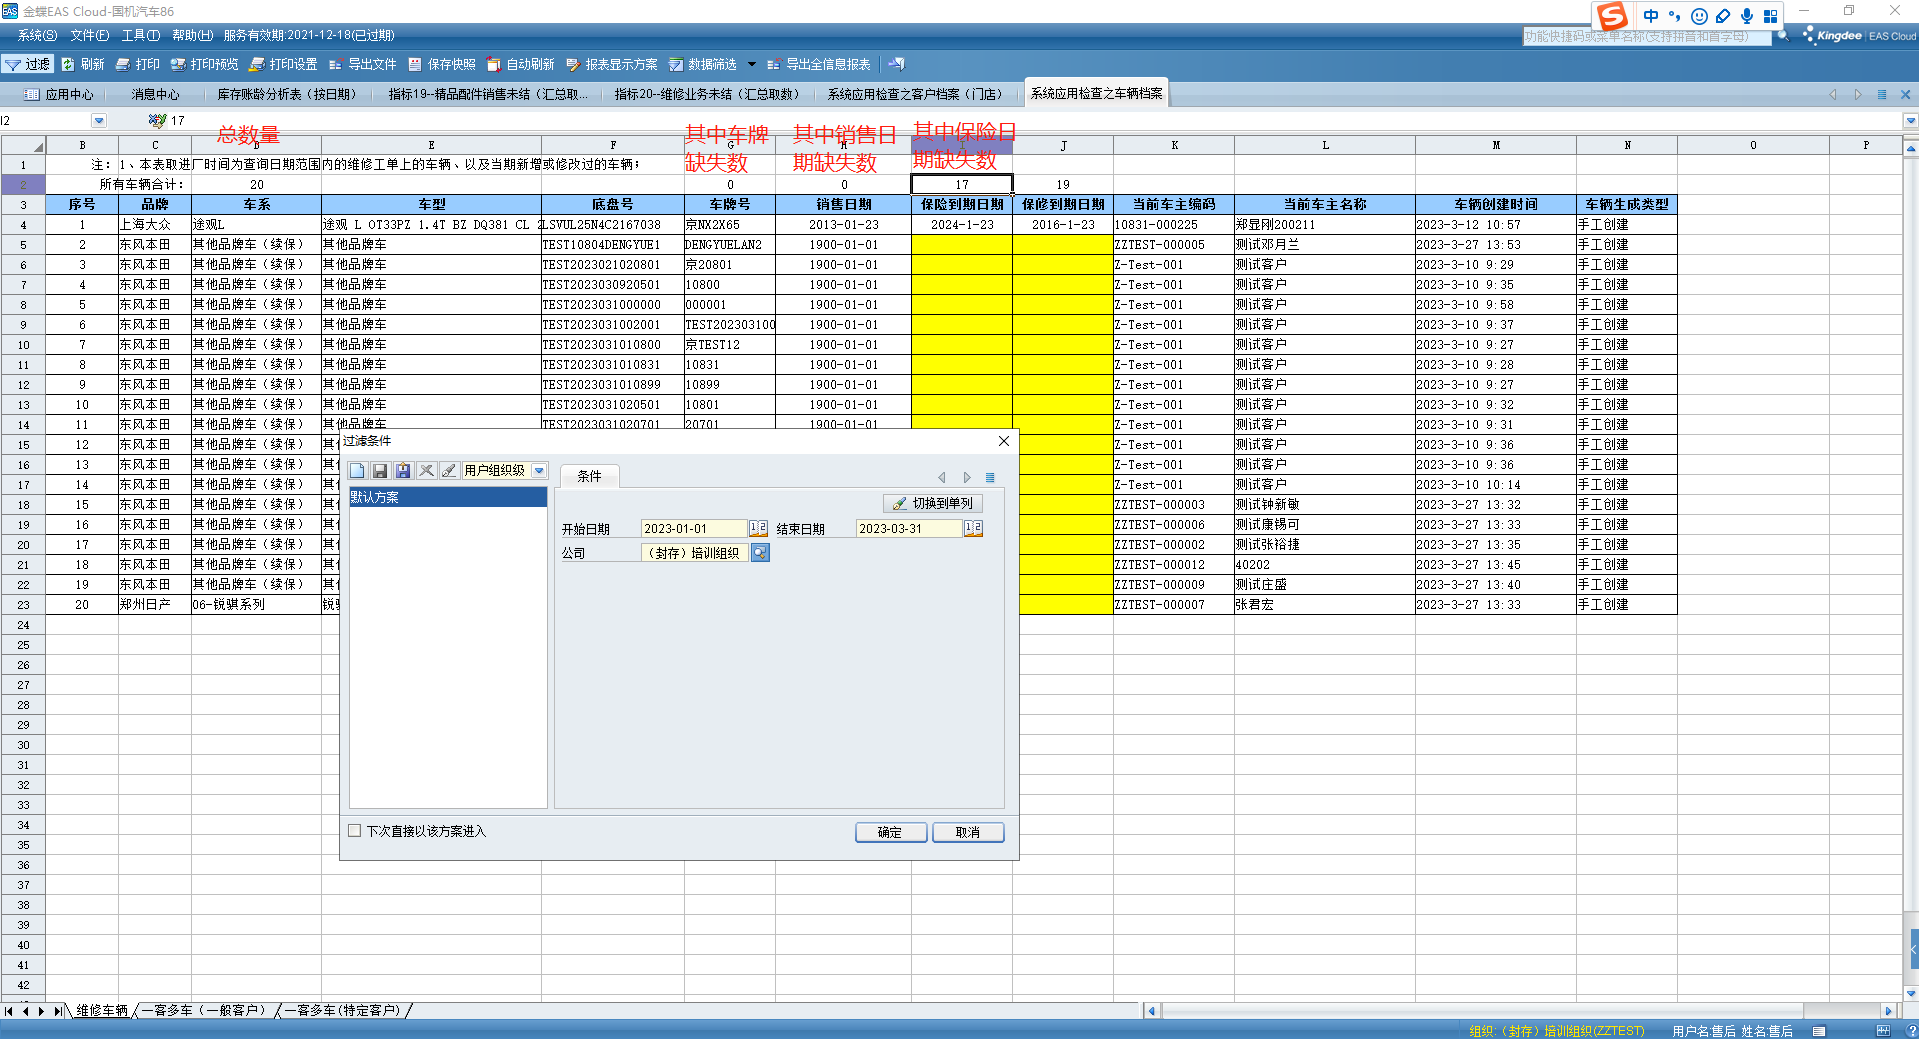 金蝶EAS Cloud-国机汽车86
中
系统(S) 文件(F) 工具(T) 帮助(H) 服务有效期:2021-12-18(已过期)
功能快捷码或菜单名称(支持拼音和首字母)
Kingdee EAS Cloud
过滤 刷新 打印 打印预览 打印设置 导出文件 保存快照 自动刷新 报表显示方案 数据筛选 导出全信息报表
应用中心 消息中心 库存账龄分析表（按日期） 指标19--精品配件销售未结（汇总取... 指标20--维修业务未结（汇总取数） 系统应用检查之客户档案（门店） 系统应用检查之车辆档案
I2 17
总数量 其中车牌缺失数 其中销售日期缺失数 其中保险日期缺失数
B C D E F G H I J K L M N O P
1 注：1、本表取进厂时间为查询日期范围内的维修工单上的车辆、以及当期新增或修改过的车辆；
2 所有车辆合计： 20 0 0 17 19
3 序号 品牌 车系 车型 底盘号 车牌号 销售日期 保险到期日期 保修到期日期 当前车主编码 当前车主名称 车辆创建时间 车辆生成类型
4 1 上海大众 途观L 途观 L OT33PZ 1.4T BZ DQ381 CL 2 LSVUL25N4C2167038 京NX2X65 2013-01-23 2024-1-23 2016-1-23 10831-000225 郑显刚200211 2023-3-12 10:57 手工创建
5 2 东风本田 其他品牌车（续保） 其他品牌车 TEST10804DENGYUE1 DENGYUELAN2 1900-01-01 ZZTEST-000005 测试邓月兰 2023-3-27 13:53 手工创建
6 3 东风本田 其他品牌车（续保） 其他品牌车 TEST2023021020801 京20801 1900-01-01 Z-Test-001 测试客户 2023-3-10 9:29 手工创建
7 4 东风本田 其他品牌车（续保） 其他品牌车 TEST2023030920501 10800 1900-01-01 Z-Test-001 测试客户 2023-3-10 9:35 手工创建
8 5 东风本田 其他品牌车（续保） 其他品牌车 TEST2023031000000 000001 1900-01-01 Z-Test-001 测试客户 2023-3-10 9:58 手工创建
9 6 东风本田 其他品牌车（续保） 其他品牌车 TEST2023031002001 TEST202303100 1900-01-01 Z-Test-001 测试客户 2023-3-10 9:37 手工创建
10 7 东风本田 其他品牌车（续保） 其他品牌车 TEST2023031010800 京TEST12 1900-01-01 Z-Test-001 测试客户 2023-3-10 9:27 手工创建
11 8 东风本田 其他品牌车（续保） 其他品牌车 TEST2023031010831 10831 1900-01-01 Z-Test-001 测试客户 2023-3-10 9:28 手工创建
12 9 东风本田 其他品牌车（续保） 其他品牌车 TEST2023031010899 10899 1900-01-01 Z-Test-001 测试客户 2023-3-10 9:27 手工创建
13 10 东风本田 其他品牌车（续保） 其他品牌车 TEST2023031020501 10801 1900-01-01 Z-Test-001 测试客户 2023-3-10 9:32 手工创建
14 11 东风本田 其他品牌车（续保） 其他品牌车 TEST2023031020701 20701 1900-01-01 Z-Test-001 测试客户 2023-3-10 9:31 手工创建
15 12 东风本田 其他品牌车（续保） 其 Z-Test-001 测试客户 2023-3-10 9:36 手工创建
16 13 东风本田 其他品牌车（续保） 其 Z-Test-001 测试客户 2023-3-10 9:36 手工创建
17 14 东风本田 其他品牌车（续保） 其 Z-Test-001 测试客户 2023-3-10 10:14 手工创建
18 15 东风本田 其他品牌车（续保） 其 ZZTEST-000003 测试钟新敏 2023-3-27 13:32 手工创建
19 16 东风本田 其他品牌车（续保） 其 ZZTEST-000006 测试康锡可 2023-3-27 13:33 手工创建
20 17 东风本田 其他品牌车（续保） 其 ZZTEST-000002 测试张裕捷 2023-3-27 13:35 手工创建
21 18 东风本田 其他品牌车（续保） 其 ZZTEST-000012 40202 2023-3-27 13:45 手工创建
22 19 东风本田 其他品牌车（续保） 其 ZZTEST-000009 测试庄盛 2023-3-27 13:40 手工创建
23 20 郑州日产 06-锐骐系列 锐 ZZTEST-000007 张君宏 2023-3-27 13:33 手工创建
24
25
26
27
28
29
30
31
32
33
34
35
36
37
38
39
40
41
42
过滤条件
用户组织级 条件
默认方案
切换到单列
开始日期 2023-01-01 结束日期 2023-03-31
公司 （封存）培训组织
下次直接以该方案进入
确定 取消
维修车辆 一客多车（一般客户） 一客多车(特定客户)
组织:（封存）培训组织(ZZTEST) 用户名:售后 姓名:售后